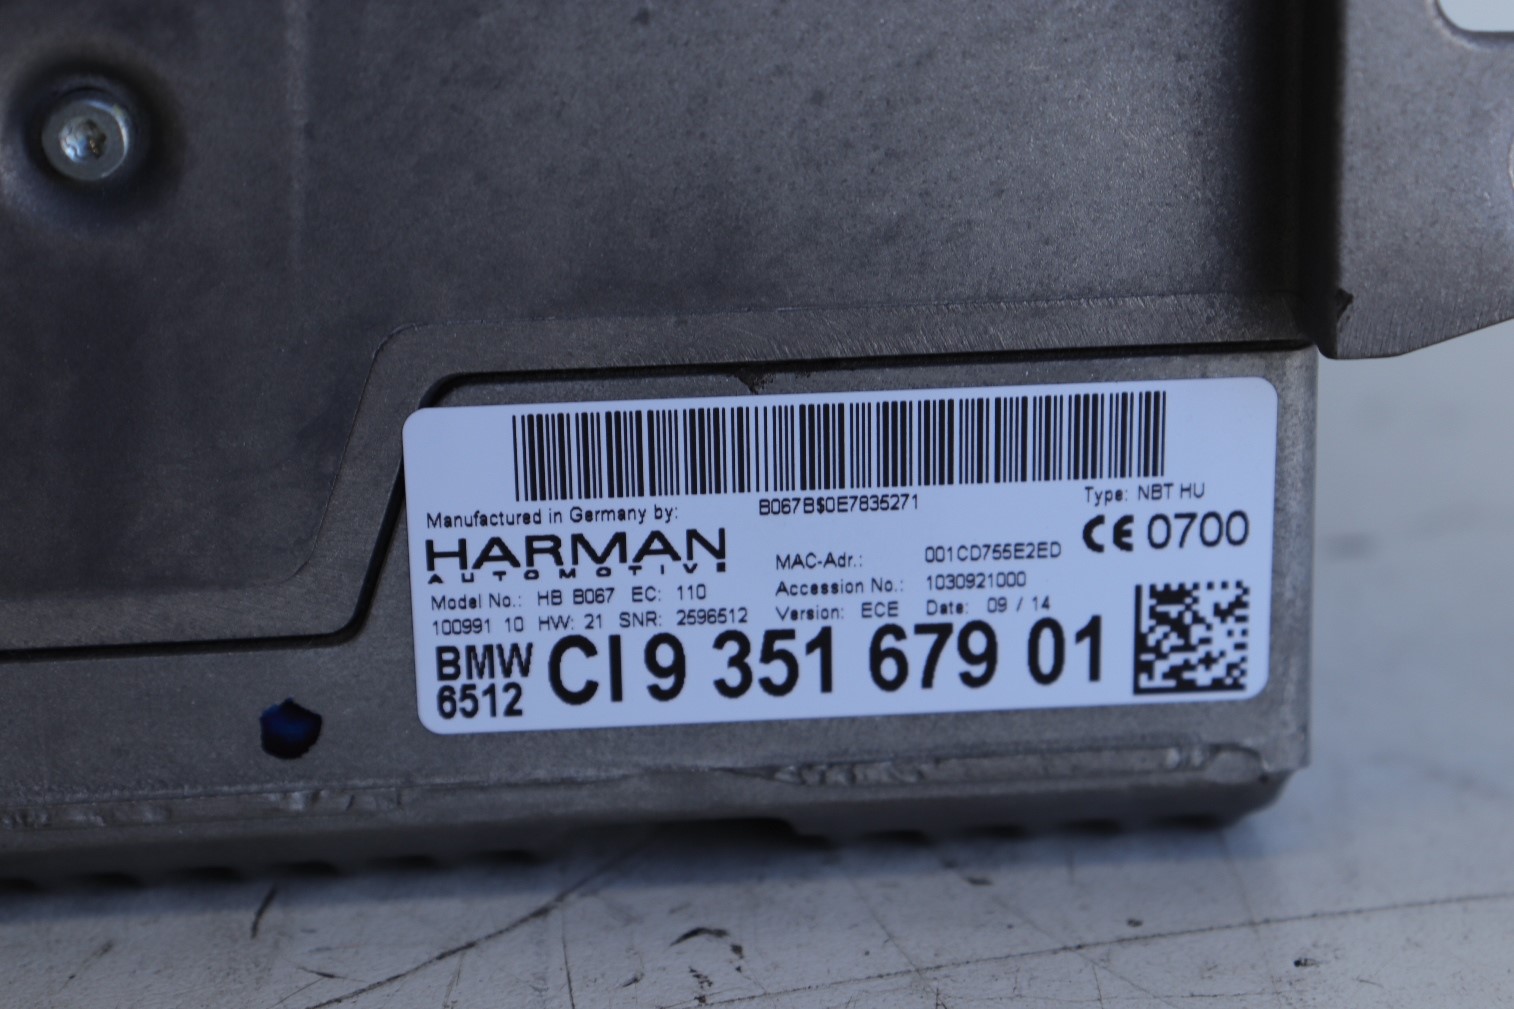 B067B$0E7835271
Type: NBT HU
Manufactured in Germany by:
HARMAN
AUTOMOTIVE
CE 0700
MAC-Adr.: 001CD755E2ED
Accession No.: 1030921000
Model No.: HB B067 EC: 110
Version: ECE Date: 09 / 14
100991 10 HW: 21 SNR: 2596512
BMW
6512
CI 9 351 679 01